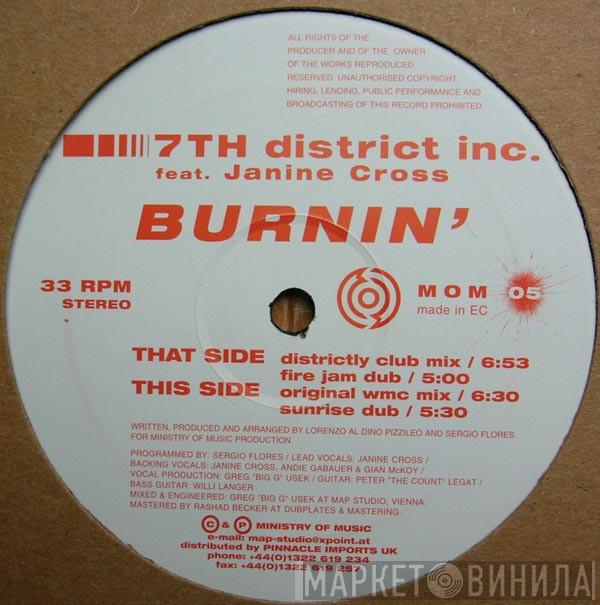 ALL RIGHTS OF THE
PRODUCER AND OF THE OWNER
OF THE WORKS REPRODUCED
RESERVED. UNAUTHORISED COPYRIGHT,
HIRING, LENDING, PUBLIC PERFORMANCE AND
BROADCASTING OF THIS RECORD PROHIBITED.
7TH district inc.
feat. Janine Cross
BURNIN'
33 RPM
STEREO
MOM 05
made in EC
THAT SIDE districtly club mix / 6:53
fire jam dub / 5:00
THIS SIDE original wmc mix / 6:30
sunrise dub / 5:30
WRITTEN, PRODUCED AND ARRANGED BY LORENZO AL DINO PIZZILEO AND SERGIO FLORES
FOR MINISTRY OF MUSIC PRODUCTION.
PROGRAMMED BY: SERGIO FLORES / LEAD VOCALS: JANINE CROSS /
BACKING VOCALS: JANINE CROSS, ANDIE GABAUER & GIAN McKOY /
VOCAL PRODUCTION: GREG "BIG G" USEK / GUITAR: PETER "THE COUNT" LEGAT /
BASS GUITAR: WILLI LANGER
MIXED & ENGINEERED: GREG "BIG G" USEK AT MAP STUDIO, VIENNA.
MASTERED BY RASHAD BECKER AT DUBPLATES & MASTERING.
© & ℗ MINISTRY OF MUSIC
e-mail: map-studio@xpoint.at
distributed by PINNACLE IMPORTS UK
phone: +44(0)1322 619 234
fax: +44(0)1322 619 257
МАРКЕТ ВИНИЛА